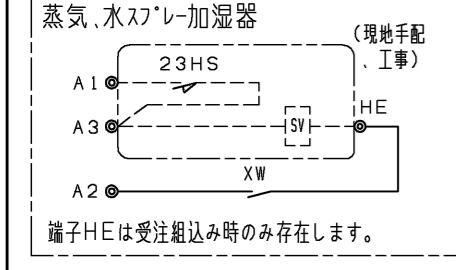 蒸気、水スプレー加湿器
(現地手配
、工事)
23HS
A1
HE
A3
SV
XW
A2
端子HEは受注組込み時のみ存在します。